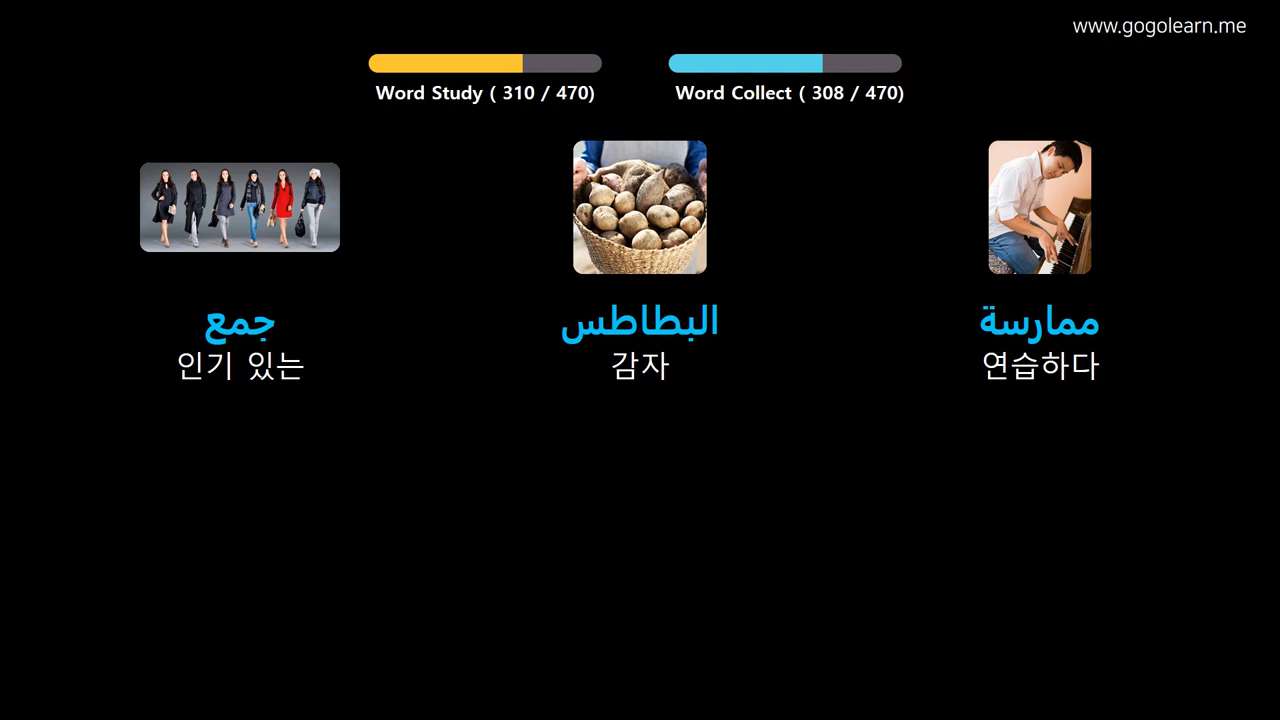 www.gogolearn.me
Word Study ( 310 / 470)
Word Collect ( 308 / 470)
جمع
인기 있는
البطاطس
감자
ممارسة
연습하다